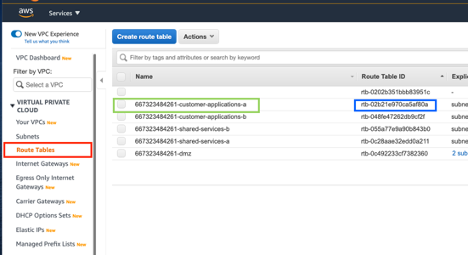 aws
Services
New VPC Experience
Tell us what you think
Create route table
Actions
VPC Dashboard New
Filter by VPC:
Select a VPC
Filter by tags and attributes or search by keyword
Name
Route Table ID
Explic
rtb-0202b351bbb83951c
-
667323484261-customer-applications-a
rtb-02b21e970ca5af80a
subne
667323484261-customer-applications-b
rtb-048fe47262db9cf2f
subne
667323484261-shared-services-b
rtb-055a77e9a90b843b0
subne
667323484261-shared-services-a
rtb-0c28aae32edd0a211
subne
667323484261-dmz
rtb-0c492233cf7382360
2 sub
VIRTUAL PRIVATE
CLOUD
Your VPCs New
Subnets
Route Tables
Internet Gateways New
Egress Only Internet
Gateways New
Carrier Gateways New
DHCP Options Sets New
Elastic IPs New
Managed Prefix Lists New